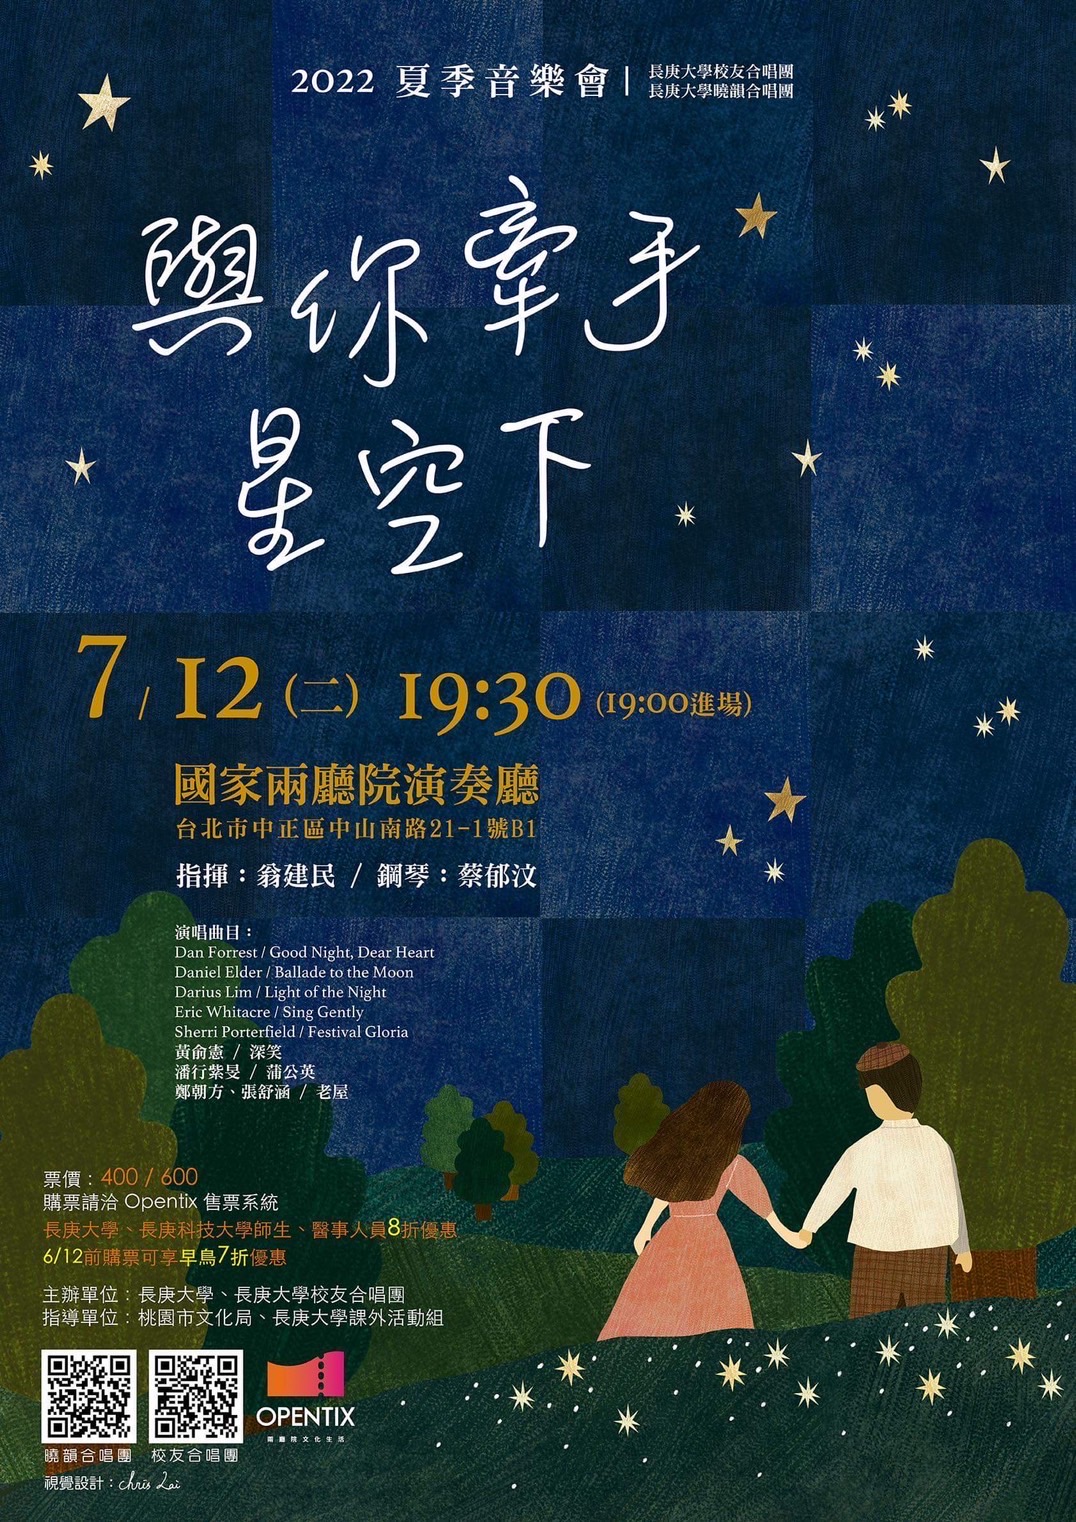 2022 夏季音樂會 | 長庚大學校友合唱團
長庚大學曉韻合唱團
與你牽手
星空下
7/12 (二) 19:30 (19:00進場)
國家兩廳院演奏廳
台北市中正區中山南路21-1號B1
指揮：翁建民 / 鋼琴：蔡郁汶
演唱曲目：
Dan Forrest / Good Night, Dear Heart
Daniel Elder / Ballade to the Moon
Darius Lim / Light of the Night
Eric Whitacre / Sing Gently
Sherri Porterfield / Festival Gloria
黃俞憲 / 深笑
潘行紫旻 / 蒲公英
鄭朝方、張舒涵 / 老屋
票價：400 / 600
購票請洽 Opentix 售票系統
長庚大學、長庚科技大學師生、醫事人員8折優惠
6/12前購票可享早鳥7折優惠
主辦單位：長庚大學、長庚大學校友合唱團
指導單位：桃園市文化局、長庚大學課外活動組
OPENTIX
兩廳院文化生活
曉韻合唱團 校友合唱團
視覺設計：chris Lai